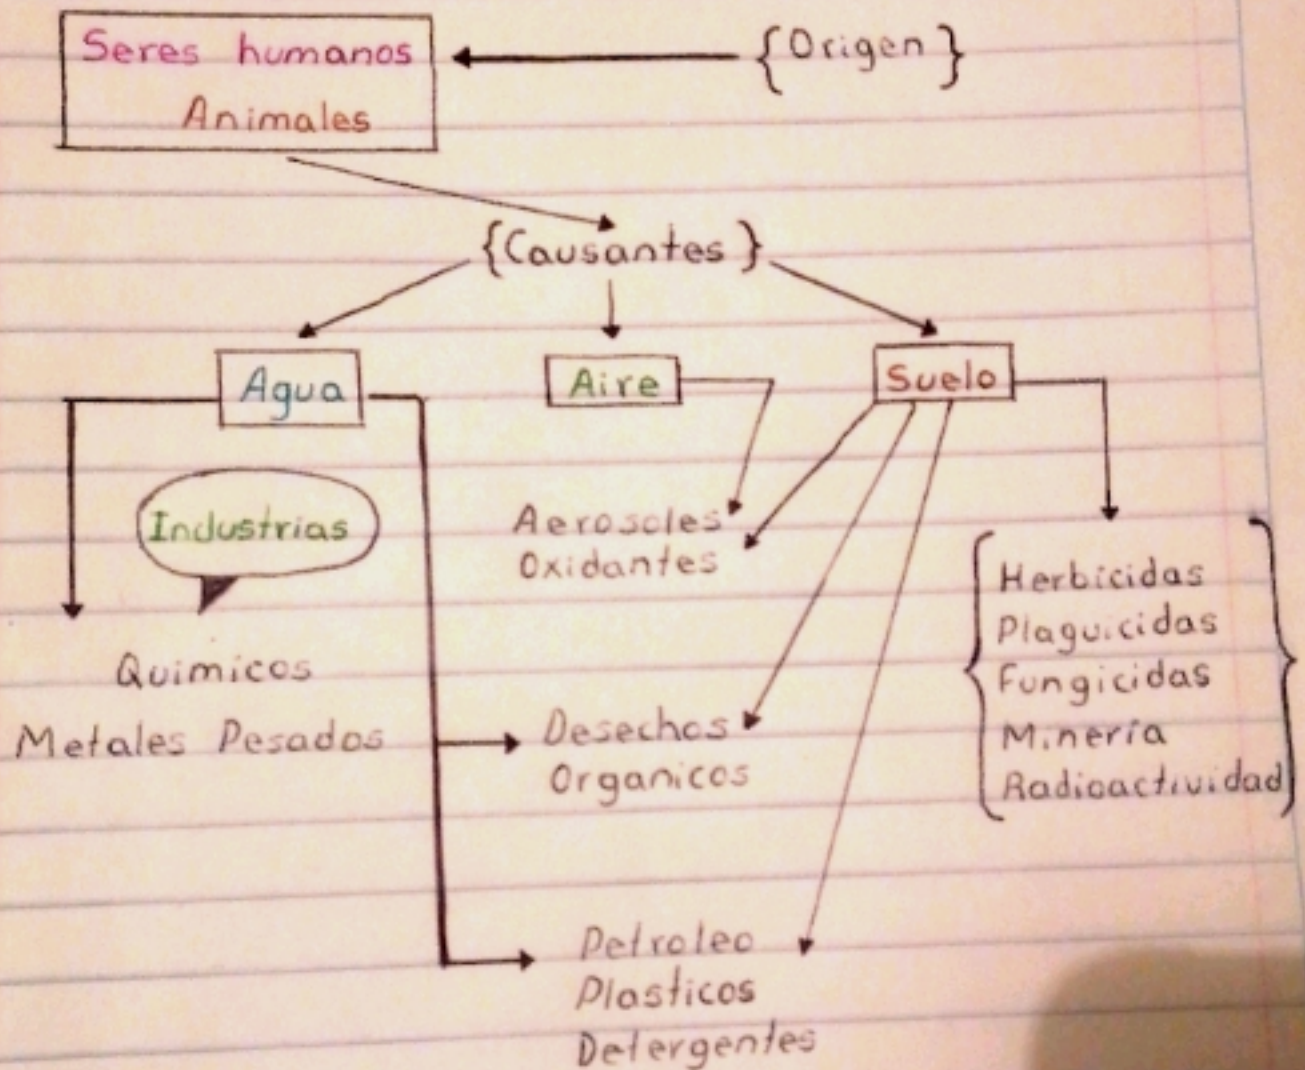 Seres humanos
Animales
{Origen}
{Causantes}
Agua
Aire
Suelo
Industrias
Aerosoles
Oxidantes
Herbicidas
Plaguicidas
Fungicidas
Minería
Radioactividad
Quimicos
Metales Pesados
Desechos
Organicos
Petroleo
Plasticos
Detergentes